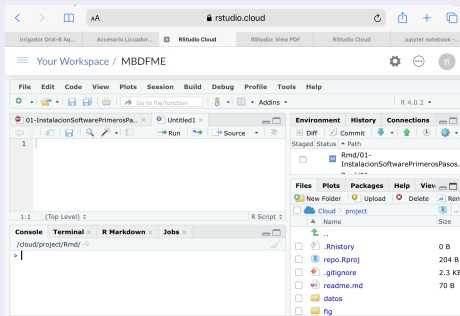 AA
rstudio.cloud
Irrigador Oral-B Aq...
Accesorio Licuador...
RStudio Cloud
RStudio: View PDF
RStudio Cloud
jupyter notebook -...
Your Workspace / MBDFME
File Edit Code View Plots Session Build Debug Profile Tools Help
Go to file/function
Addins
R 4.0.2
01-InstalacionSoftwarePrimerosPa...
Untitled1
Run
Source
1
1:1 (Top Level)
R Script
Console Terminal R Markdown Jobs
/cloud/project/Rmd/
>
Environment History Connections
Diff Commit
Staged Status Path
M Rmd/01-
InstalacionSoftwarePrimerosPasos.
Files Plots Packages Help View
New Folder Upload Delete Ren
Cloud project
Name Size
..
.Rhistory 0 B
repo.Rproj 204 B
.gitignore 2.3 KB
readme.md 70 B
datos
fig